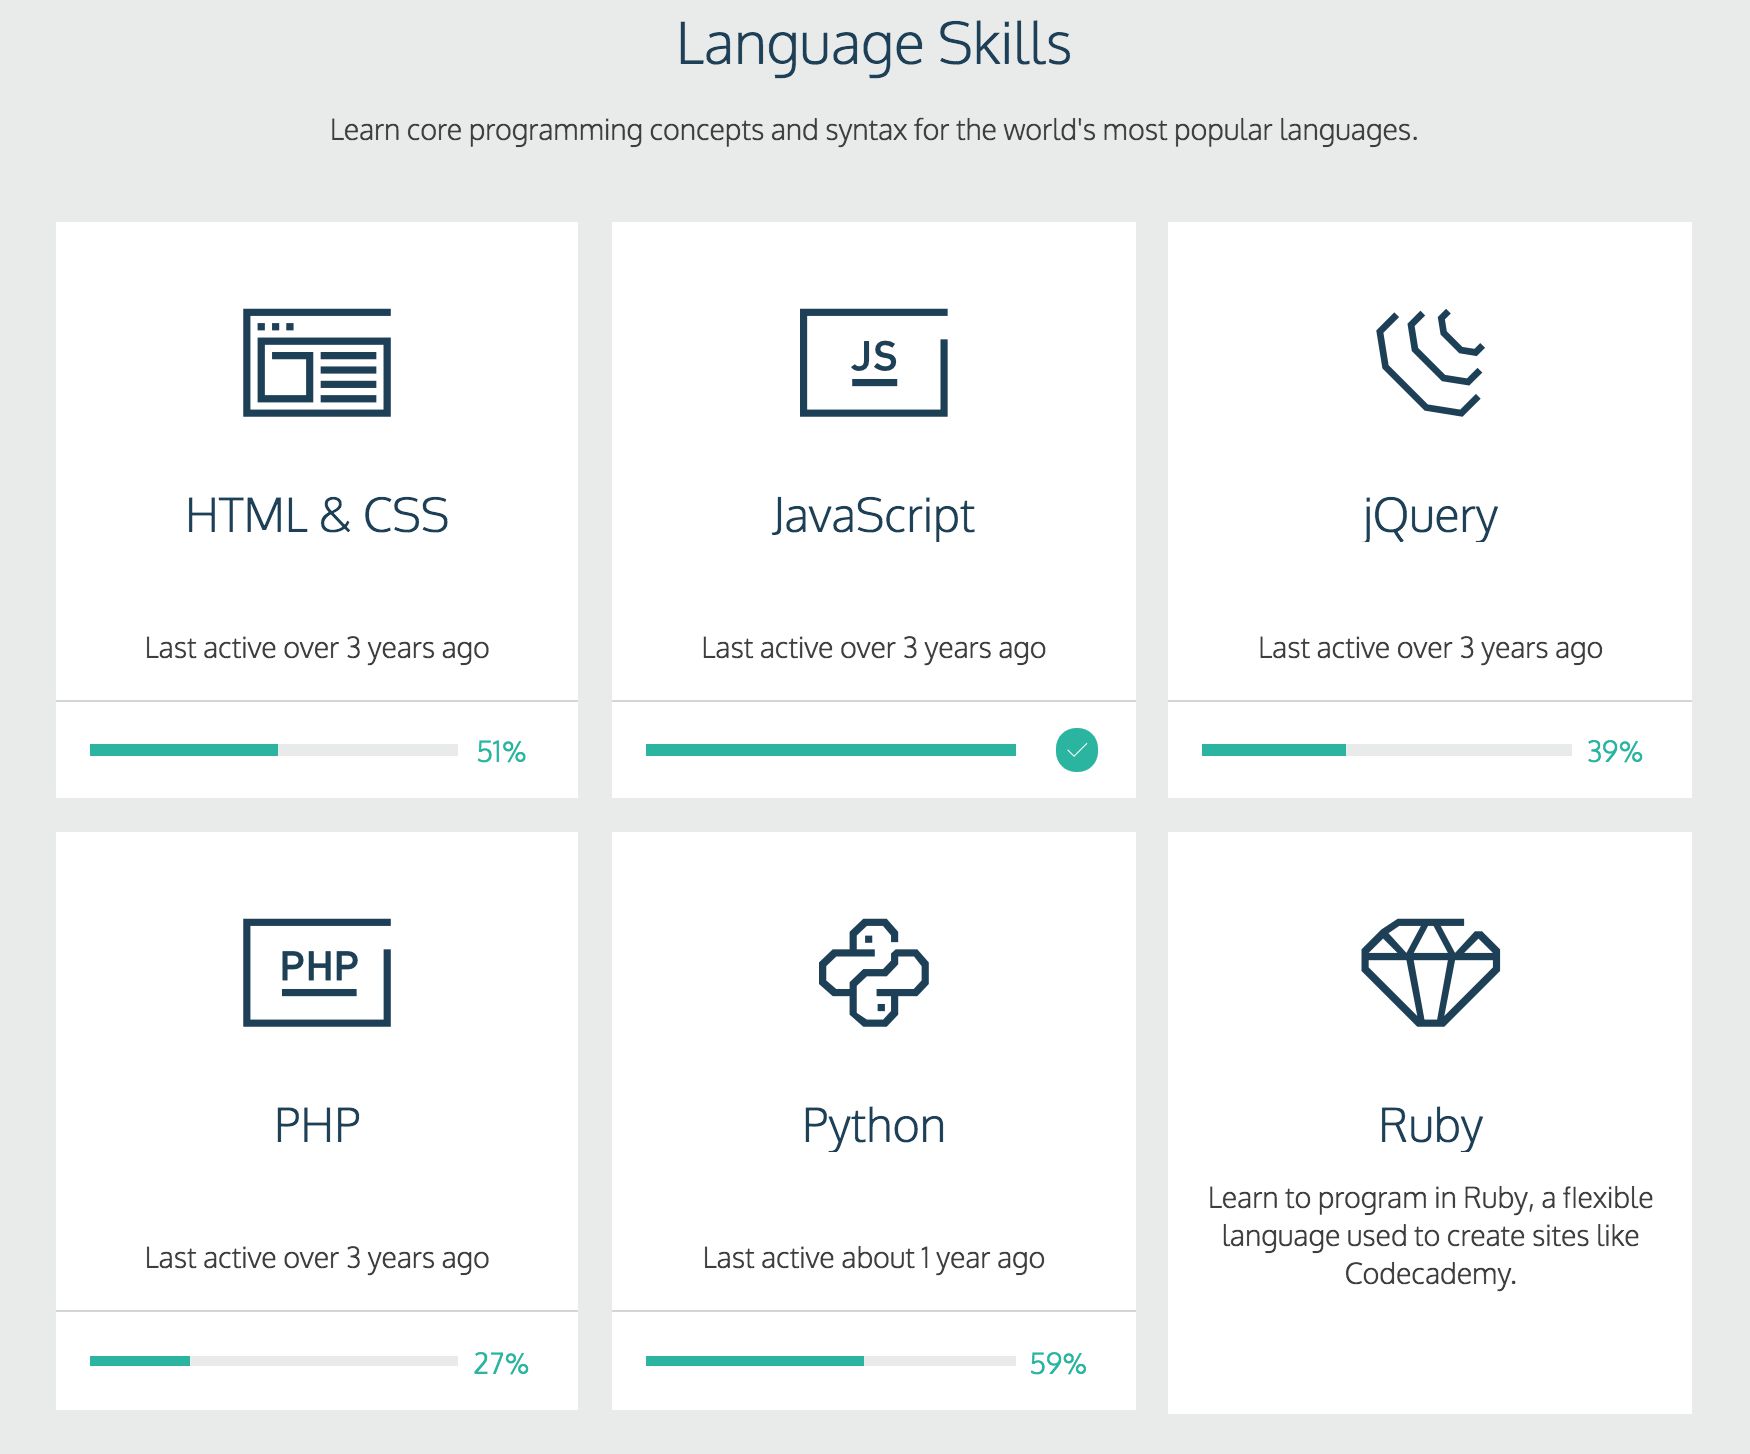 Language Skills
Learn core programming concepts and syntax for the world's most popular languages.
JS
HTML & CSS
JavaScript
jQuery
Last active over 3 years ago
Last active over 3 years ago
Last active over 3 years ago
51%
39%
PHP
PHP
Python
Ruby
Learn to program in Ruby, a flexible
language used to create sites like
Codecademy.
Last active over 3 years ago
Last active about 1 year ago
27%
59%